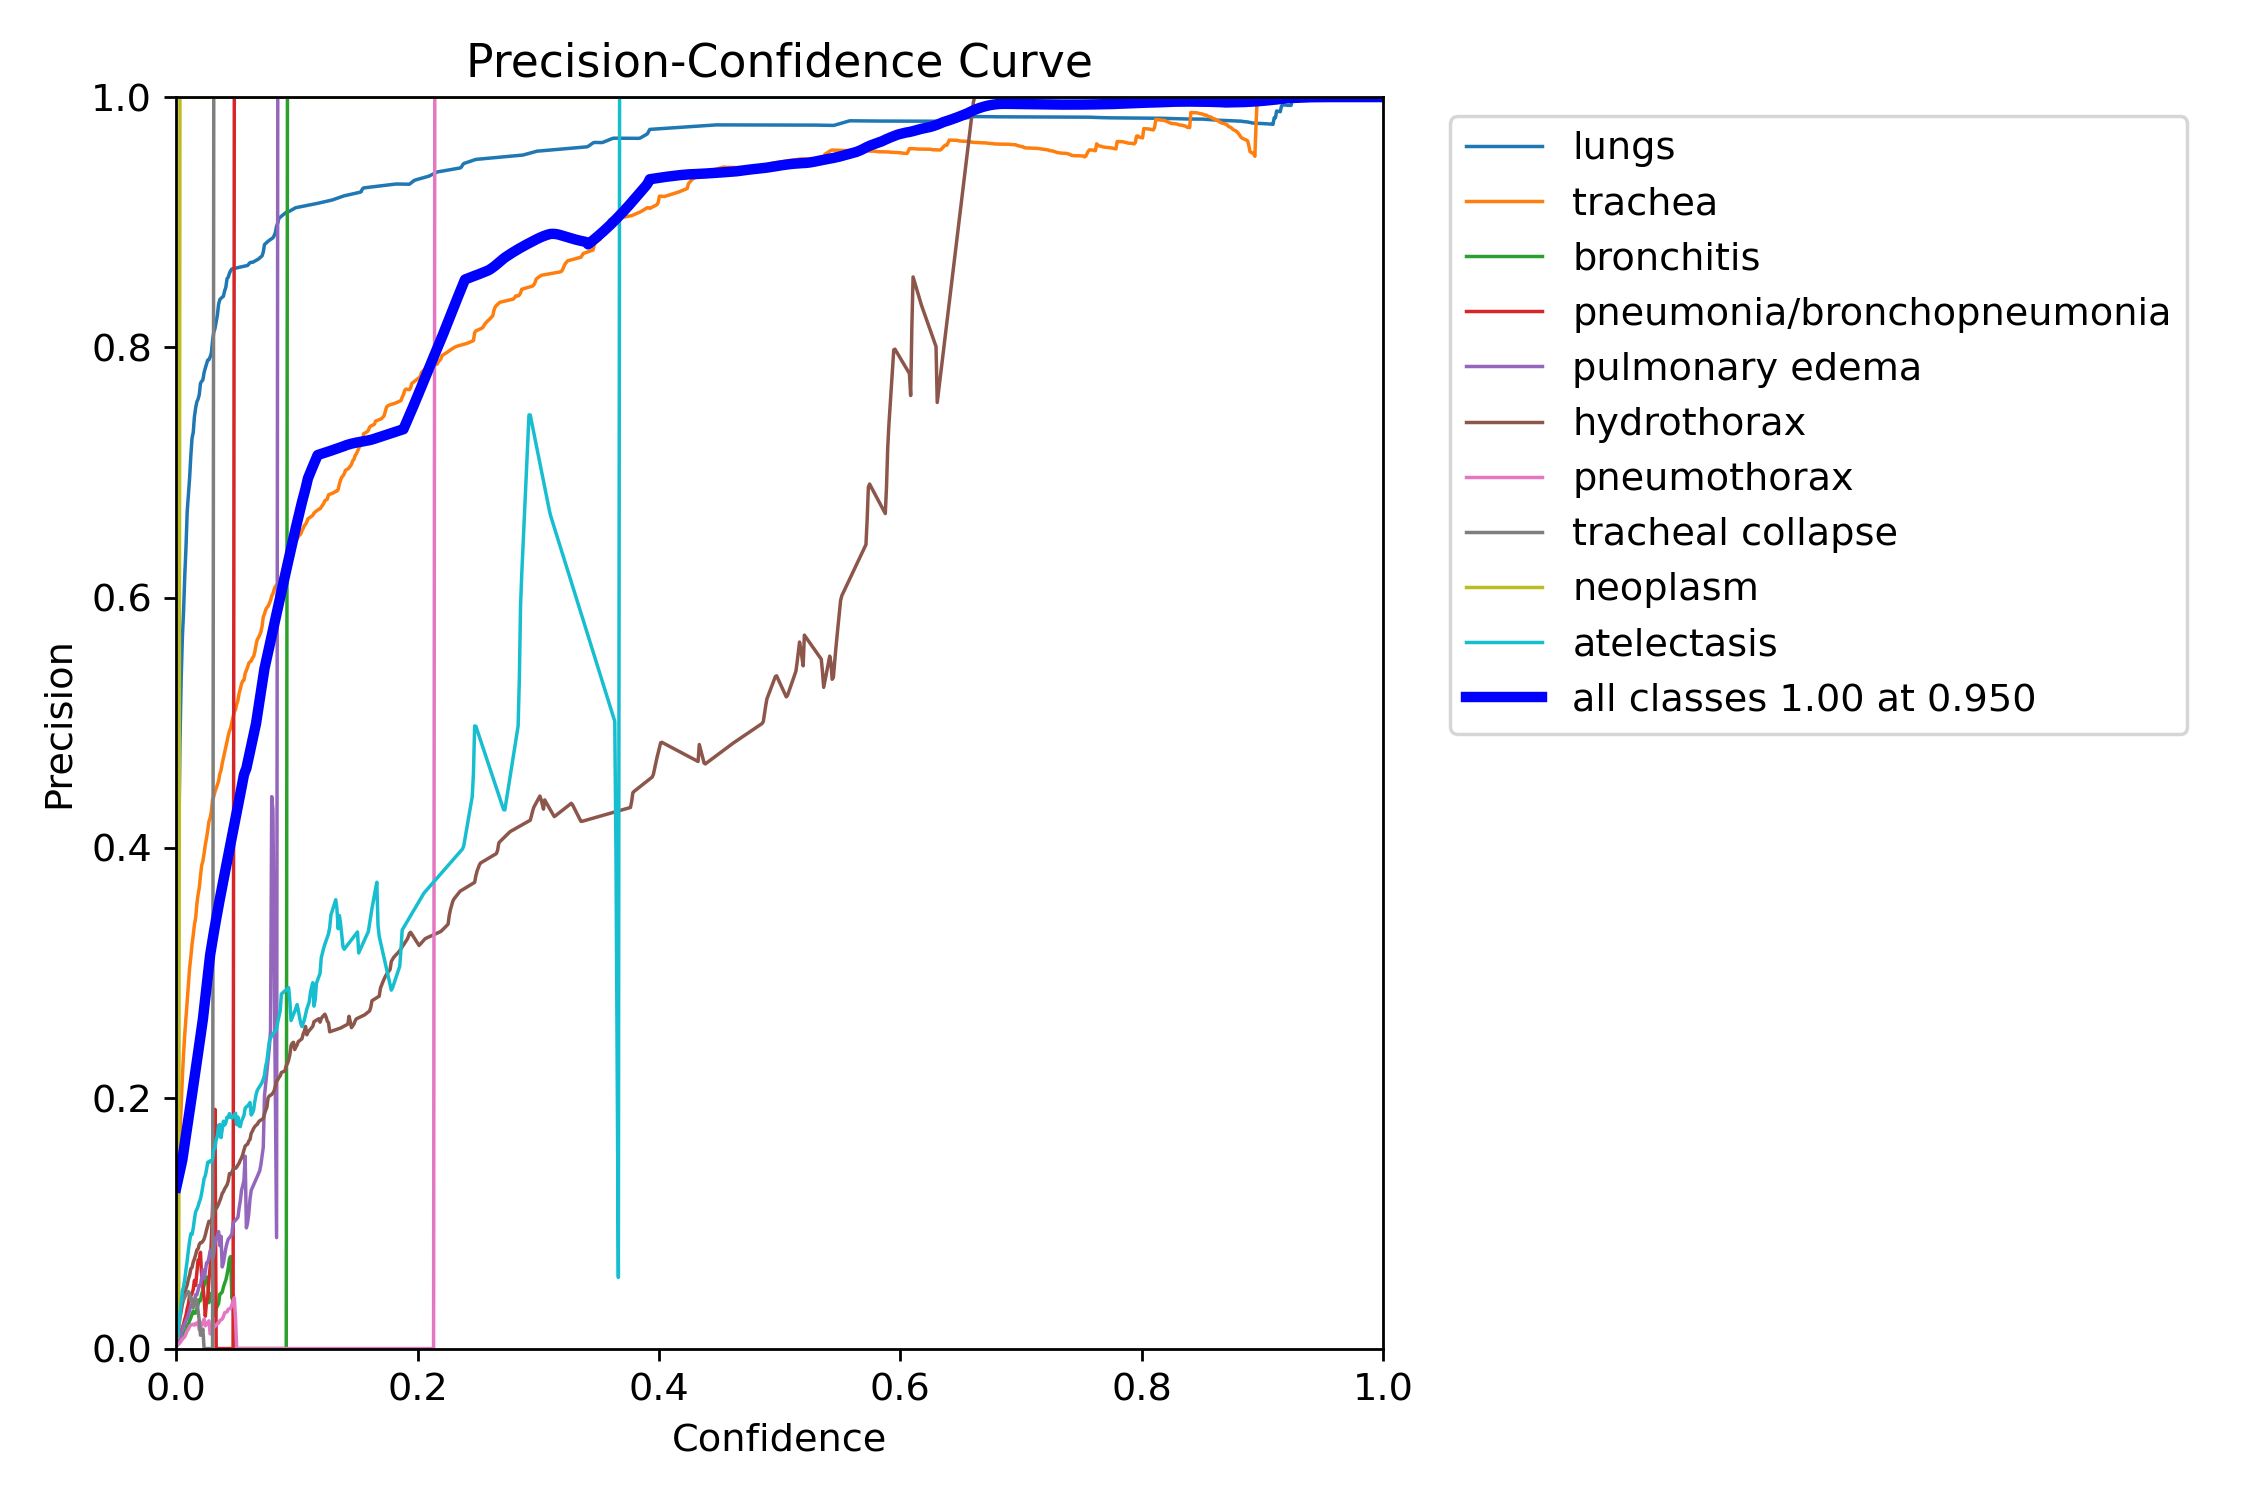 Precision-Confidence Curve
1.0
0.8
0.6
0.4
0.2
0.0
Precision
0.0 0.2 0.4 0.6 0.8 1.0
Confidence
lungs
trachea
bronchitis
pneumonia/bronchopneumonia
pulmonary edema
hydrothorax
pneumothorax
tracheal collapse
neoplasm
atelectasis
all classes 1.00 at 0.950